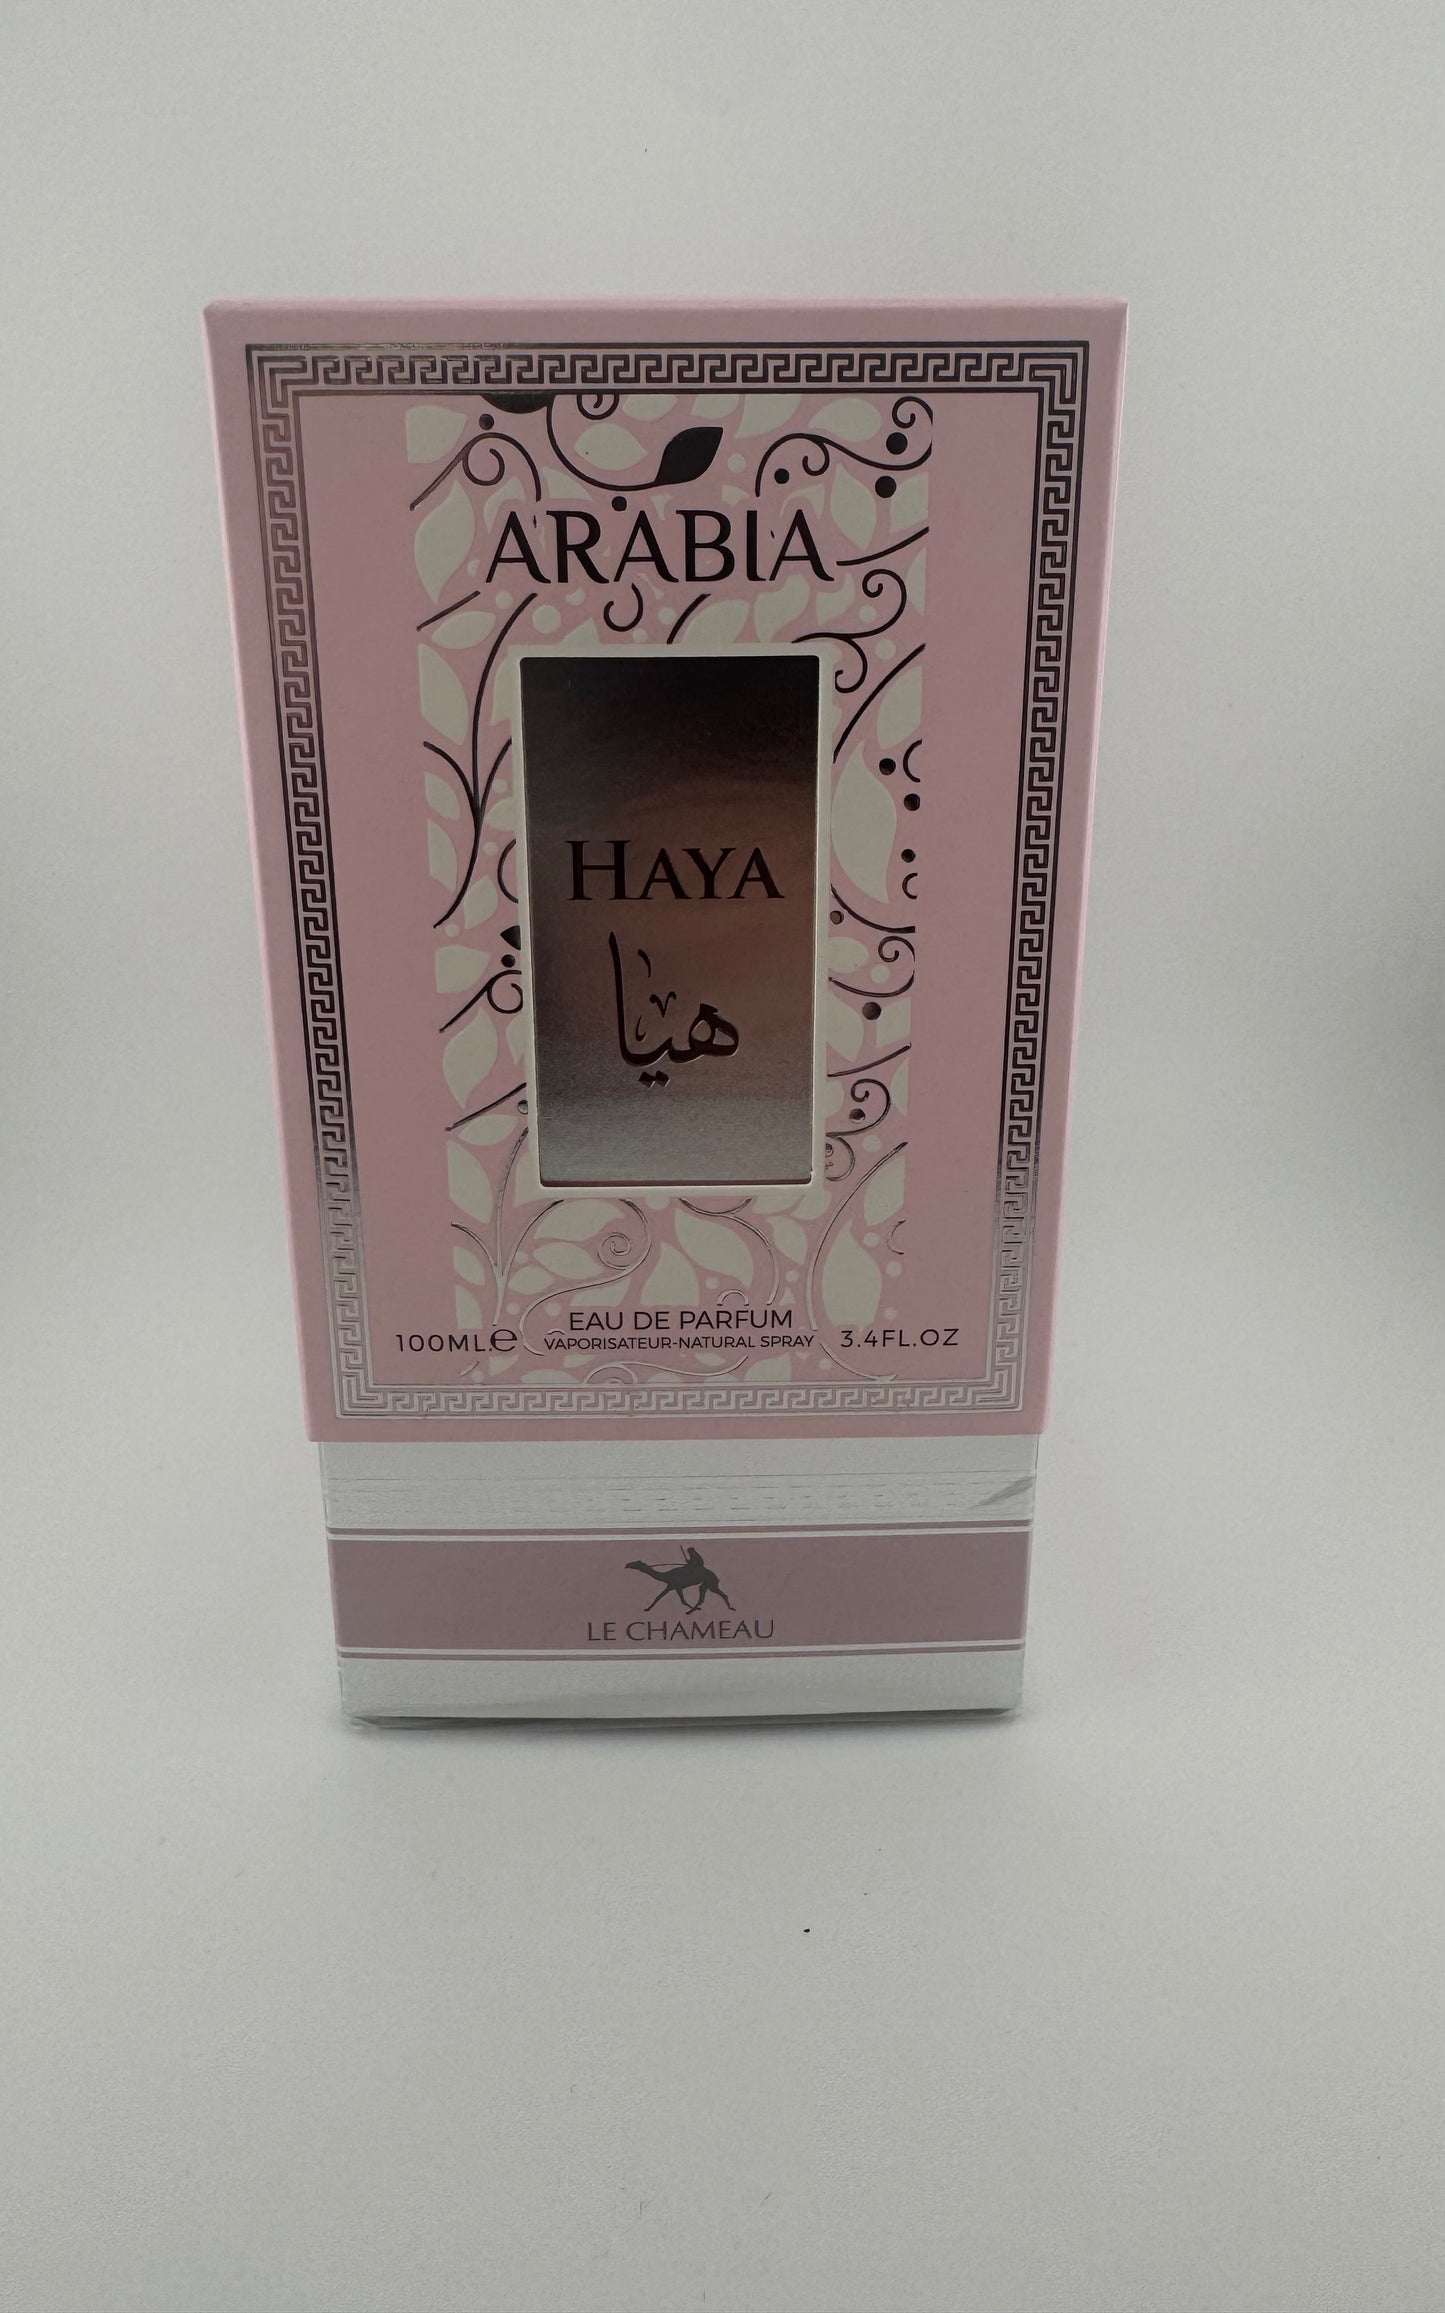 ARABIA
HAYA
هيا
EAU DE PARFUM
100ML.℮ VAPORISATEUR-NATURAL SPRAY 3.4FL.OZ
LE CHAMEAU